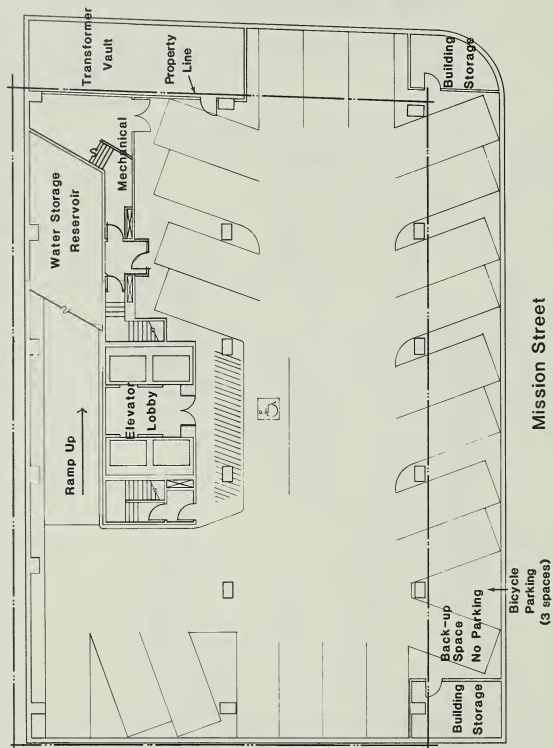 Transformer
Vault
Property
Line
Mechanical
Water Storage
Reservoir
Ramp Up
Elevator
Lobby
Building
Storage
Building
Storage
Back-up
Space
No Parking
Bicycle
Parking
(3 spaces)
Mission Street